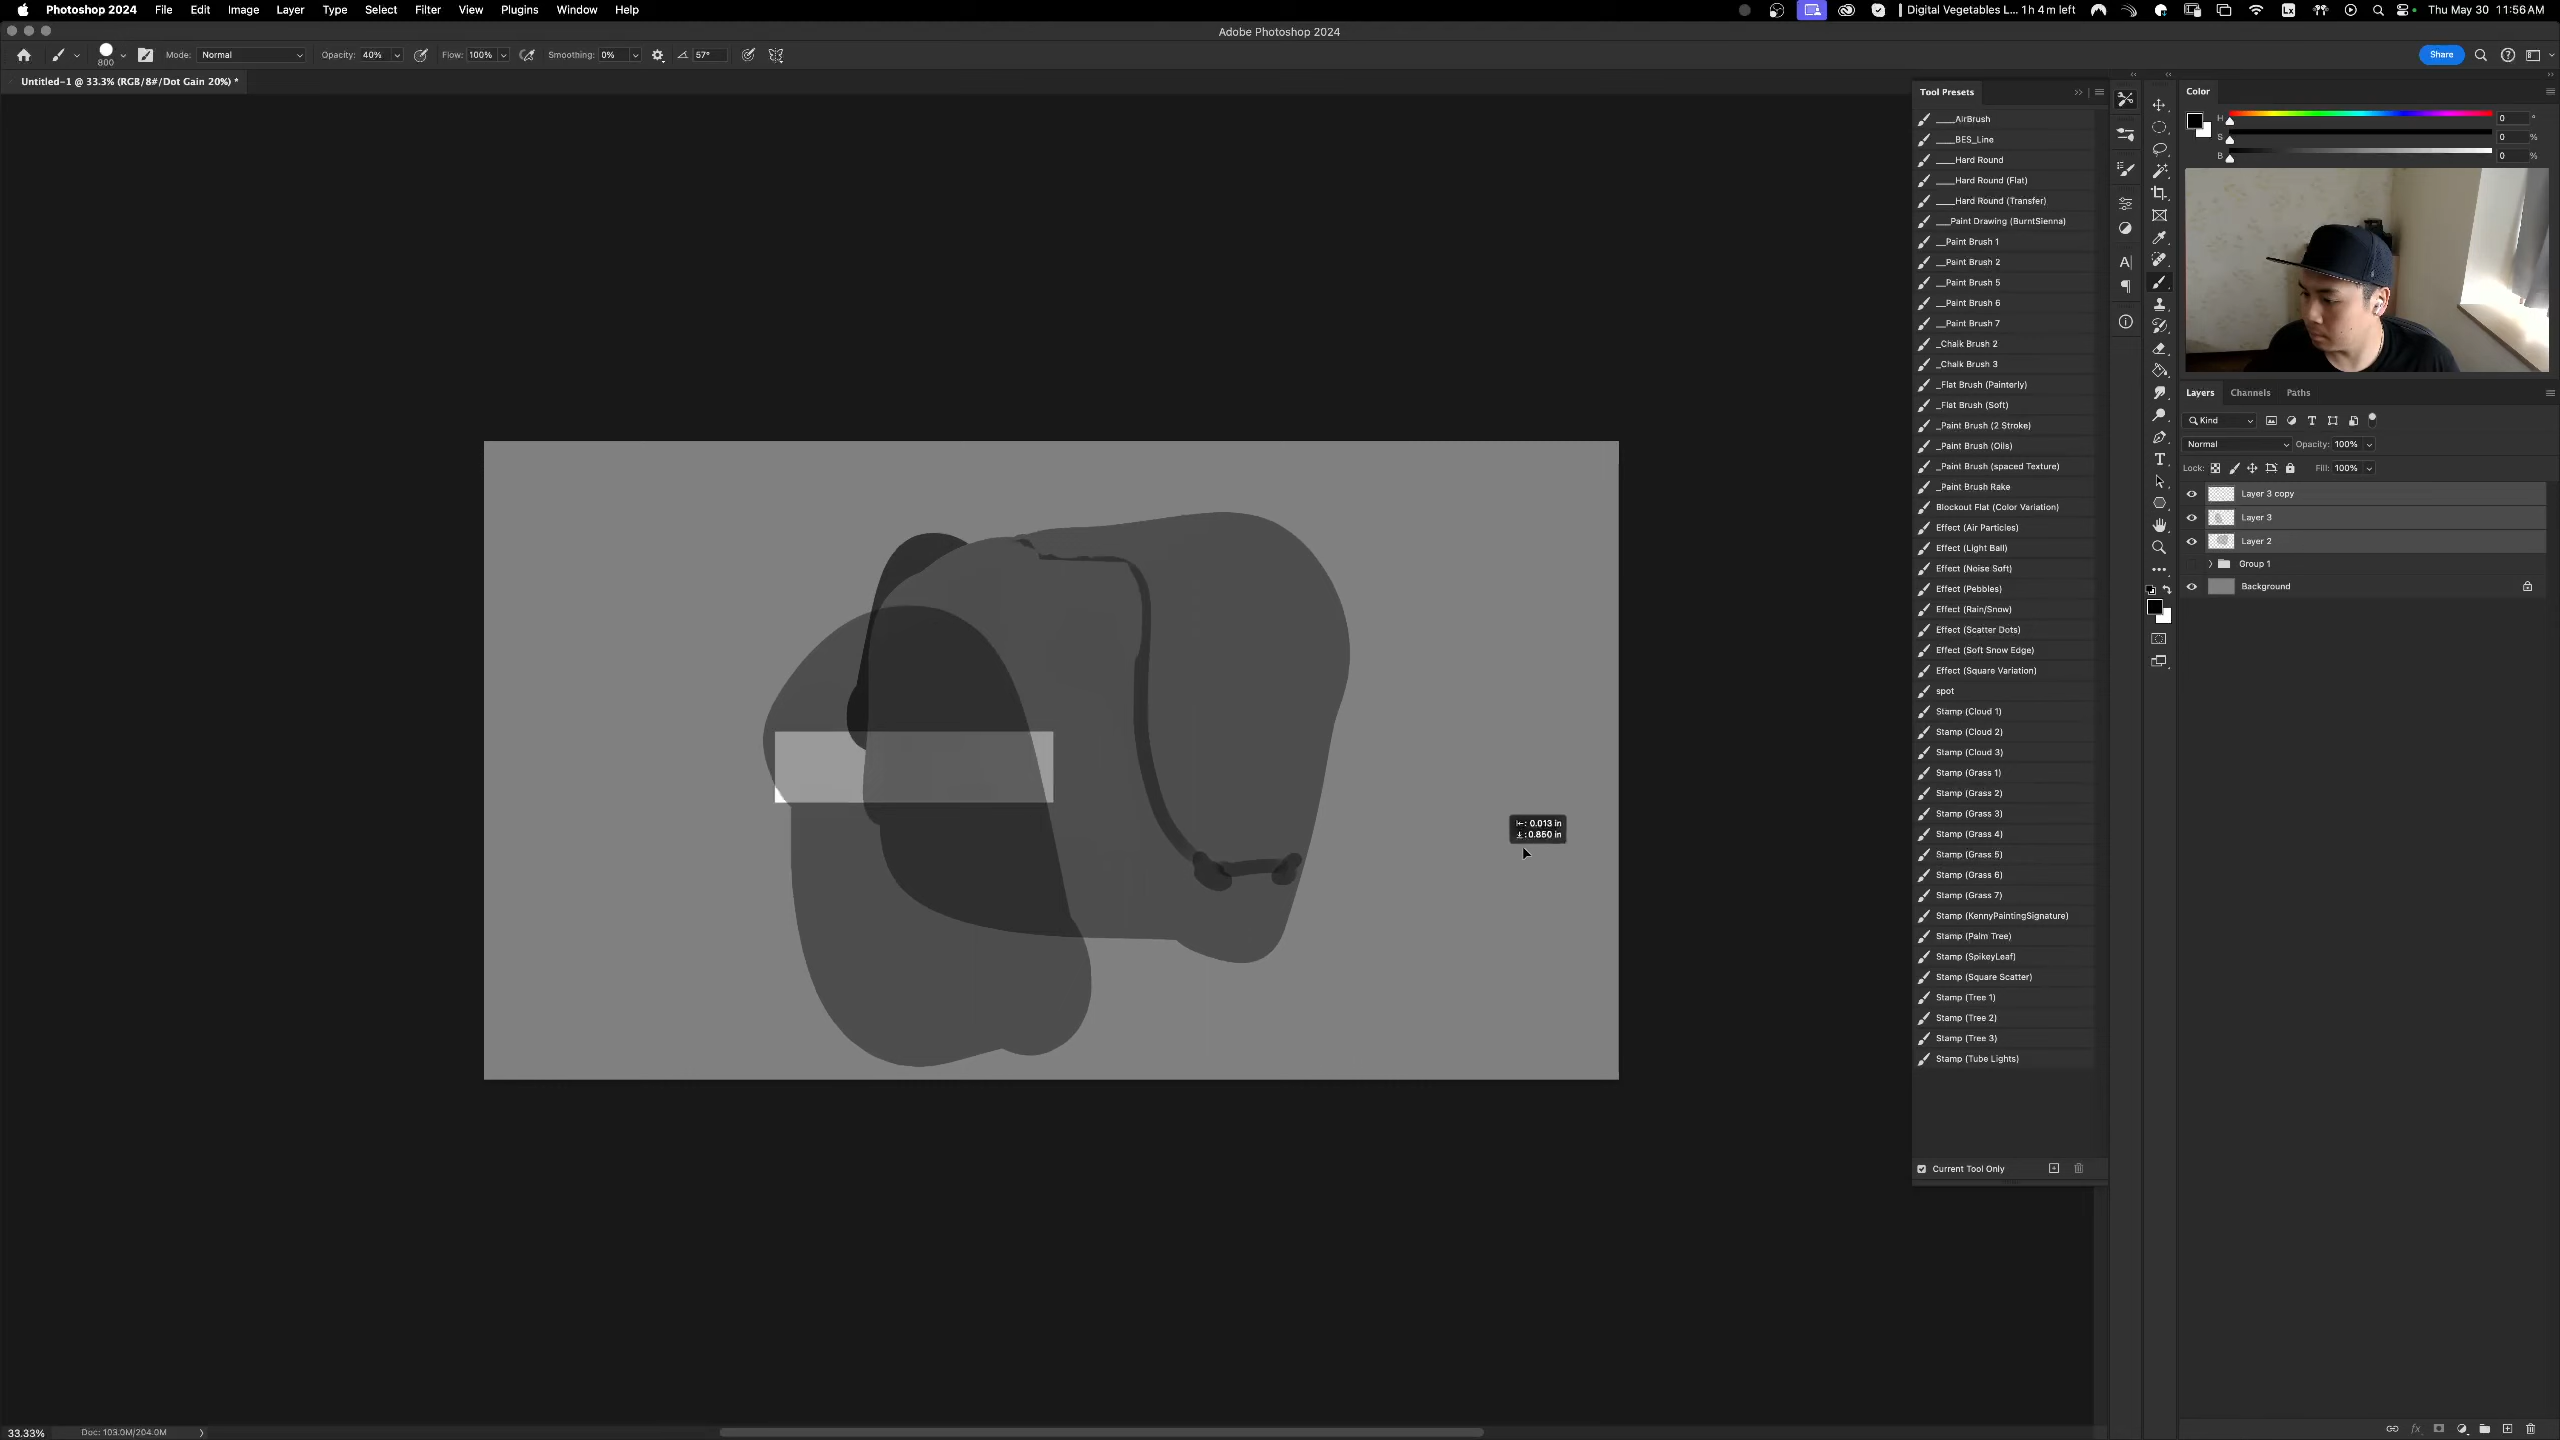 Photoshop 2024 File Edit Image Layer Type Select Filter View Plugins Window Help
Digital Vegetables L... 1h 4m left
Thu May 30 11:56 AM
Adobe Photoshop 2024
800
Mode: Normal
Opacity: 40%
Flow: 100%
Smoothing: 0%
57°
Share
Untitled-1 @ 33.3% (RGB/8#/Dot Gain 20%) *
Tool Presets
____AirBrush
____BES_Line
____Hard Round
____Hard Round (Flat)
____Hard Round (Transfer)
___Paint Drawing (BurntSienna)
__Paint Brush 1
__Paint Brush 2
__Paint Brush 5
__Paint Brush 6
__Paint Brush 7
_Chalk Brush 2
_Chalk Brush 3
_Flat Brush (Painterly)
_Flat Brush (Soft)
_Paint Brush (2 Stroke)
_Paint Brush (Oils)
_Paint Brush (spaced Texture)
_Paint Brush Rake
Blockout Flat (Color Variation)
Effect (Air Particles)
Effect (Light Ball)
Effect (Noise Soft)
Effect (Pebbles)
Effect (Rain/Snow)
Effect (Scatter Dots)
Effect (Soft Snow Edge)
Effect (Square Variation)
spot
Stamp (Cloud 1)
Stamp (Cloud 2)
Stamp (Cloud 3)
Stamp (Grass 1)
Stamp (Grass 2)
Stamp (Grass 3)
Stamp (Grass 4)
Stamp (Grass 5)
Stamp (Grass 6)
Stamp (Grass 7)
Stamp (KennyPaintingSignature)
Stamp (Palm Tree)
Stamp (SpikeyLeaf)
Stamp (Square Scatter)
Stamp (Tree 1)
Stamp (Tree 2)
Stamp (Tree 3)
Stamp (Tube Lights)
Current Tool Only
Color
H 0 °
S 0 %
B 0 %
Layers Channels Paths
Kind
Normal
Opacity: 100%
Lock:
Fill: 100%
Layer 3 copy
Layer 3
Layer 2
Group 1
Background
: 0.013 in
: 0.850 in
33.33%
Doc: 103.0M/204.0M